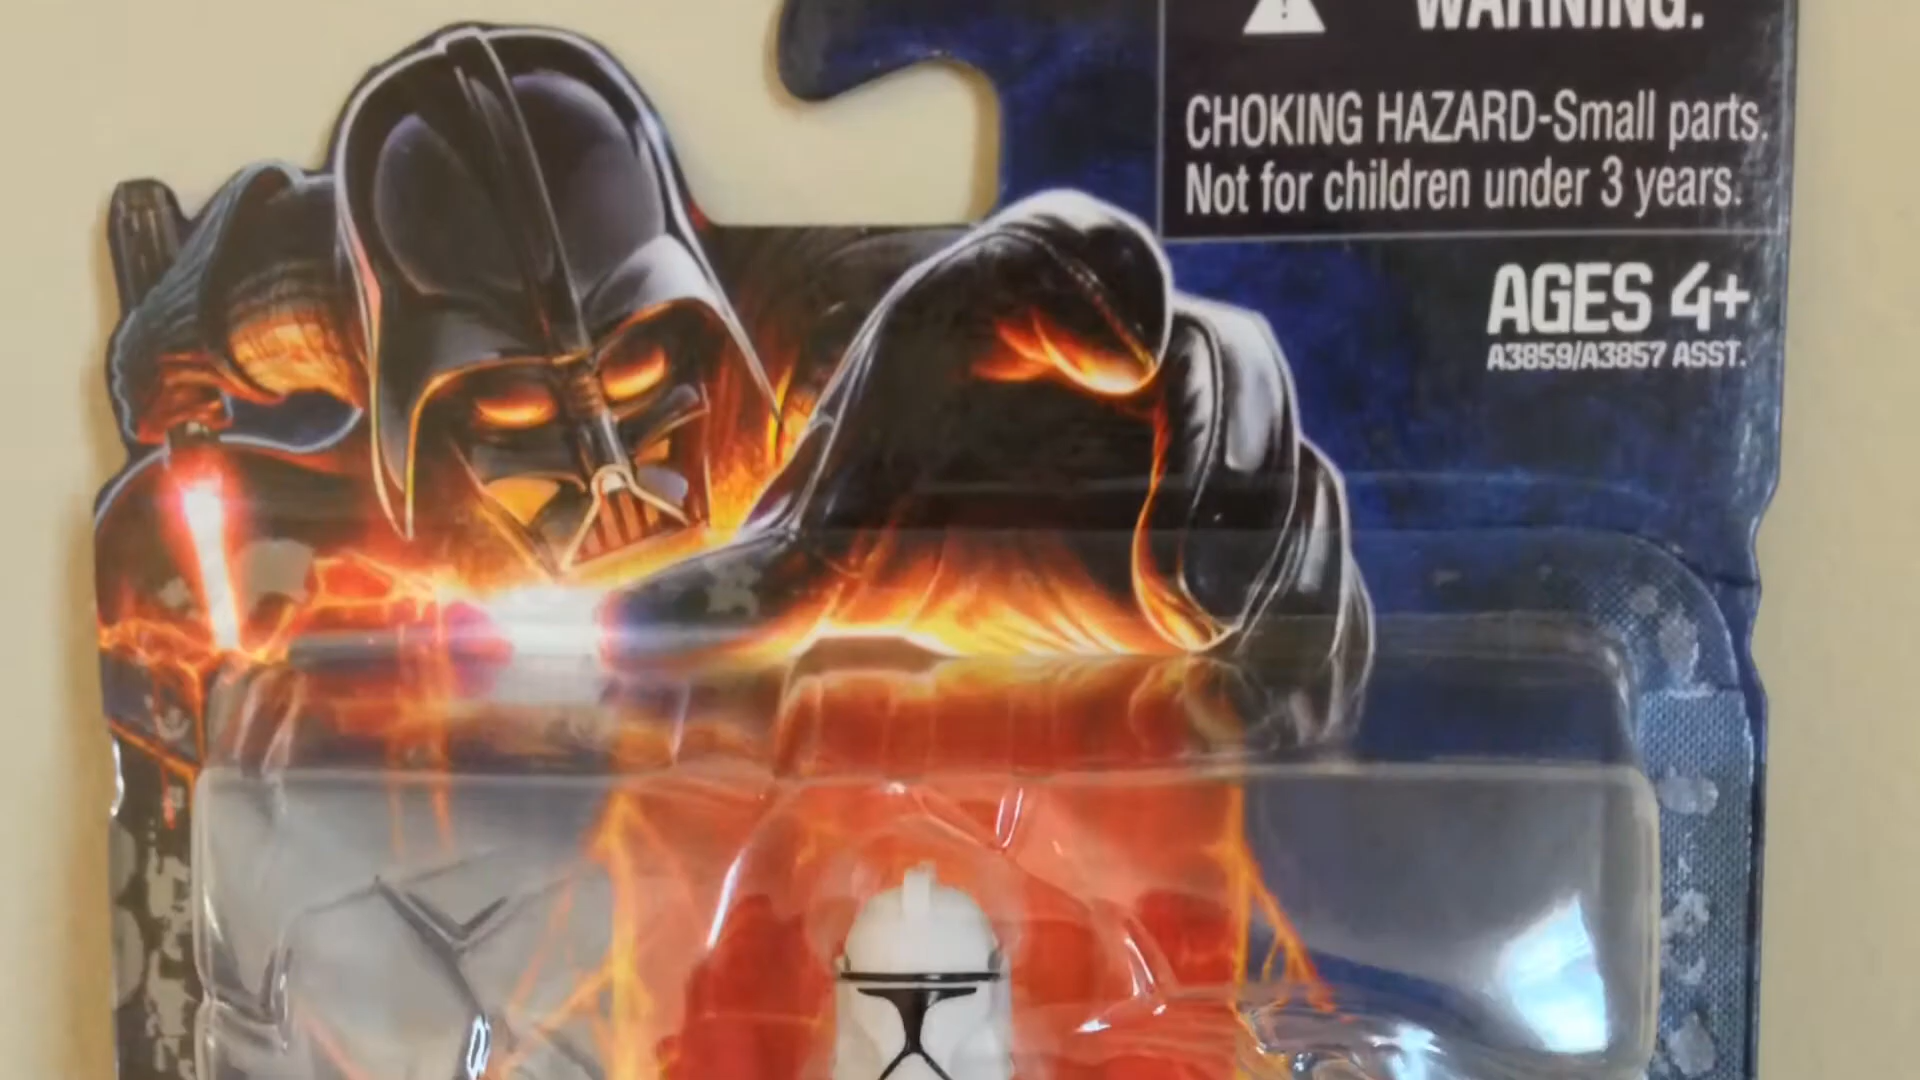 WARNING:
CHOKING HAZARD-Small parts.
Not for children under 3 years.
AGES 4+
A3859/A3857 ASST.